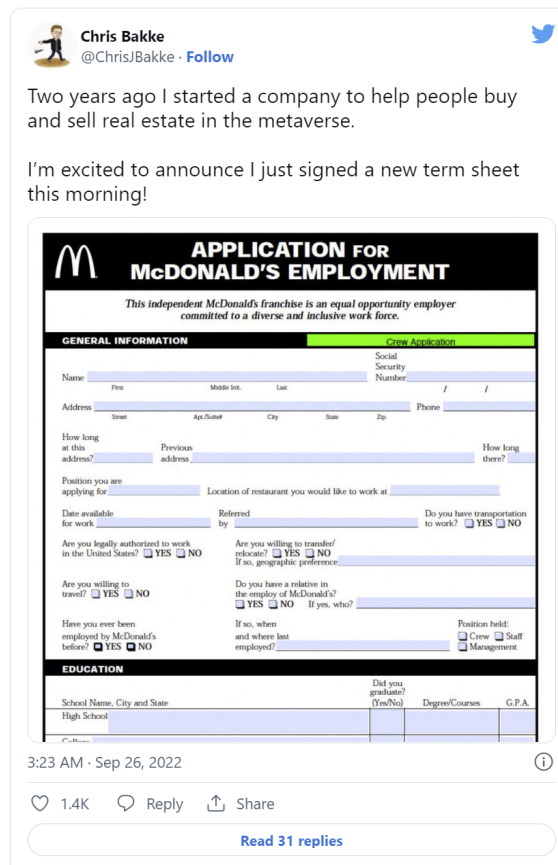 Chris Bakke
@ChrisJBakke · Follow
Two years ago I started a company to help people buy
and sell real estate in the metaverse.
I'm excited to announce I just signed a new term sheet
this morning!
APPLICATION FOR
McDONALD'S EMPLOYMENT
This independent McDonald's franchise is an equal opportunity employer
committed to a diverse and inclusive work force.
GENERAL INFORMATION Crew Application
Social
Security
Name Number / /
First Middle Init. Last
Address Phone
Street Apt./Suite# City State Zip
How long
at this Previous How long
address? address there?
Position you are
applying for Location of restaurant you would like to work at
Date available Referred Do you have transportation
for work by to work? YES NO
Are you legally authorized to work Are you willing to transfer/
in the United States? YES NO relocate? YES NO
If so, geographic preference
Are you willing to Do you have a relative in
travel? YES NO the employ of McDonald's?
YES NO If yes, who?
Have you ever been If so, when Position held:
employed by McDonald's and where last Crew Staff
before? YES NO employed? Management
EDUCATION
Did you
graduate?
School Name, City and State (Yes/No) Degree/Courses G.P.A.
High School
3:23 AM · Sep 26, 2022
1.4K Reply Share
Read 31 replies